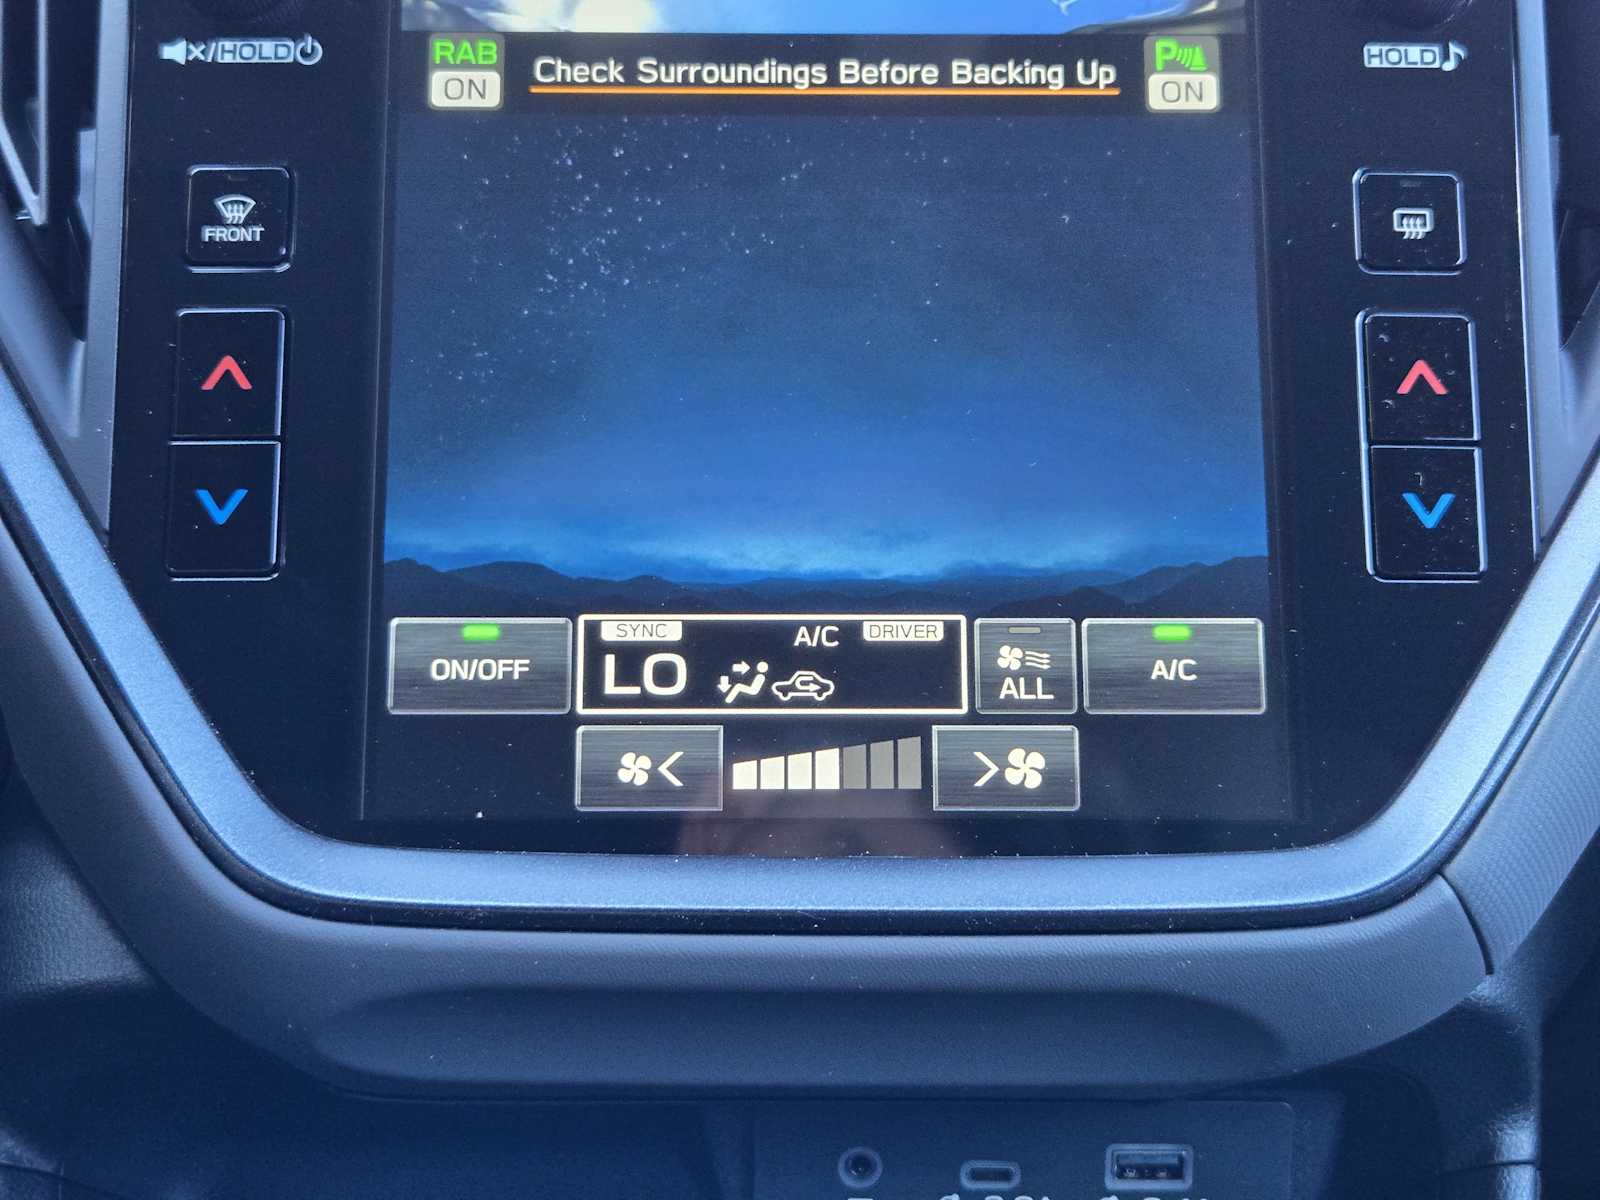 /HOLD
RAB
ON
Check Surroundings Before Backing Up
P
ON
HOLD
FRONT
ON/OFF
SYNC
A/C
DRIVER
LO
ALL
A/C